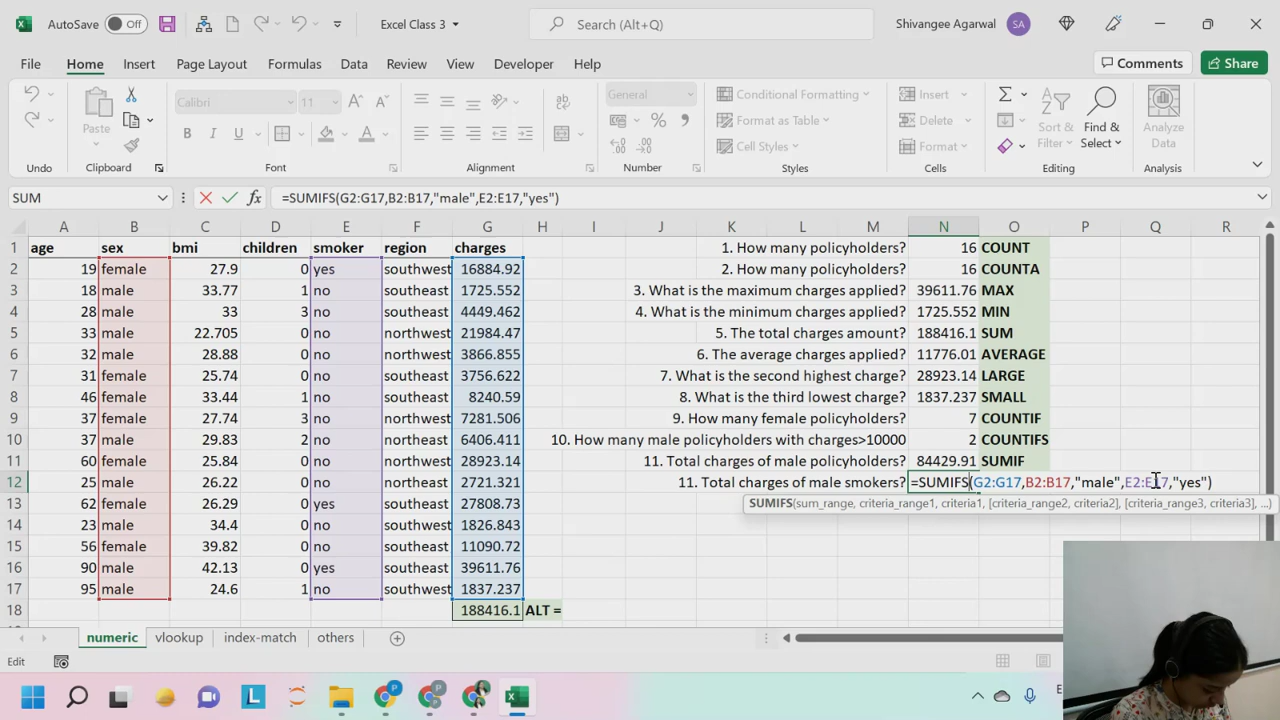 AutoSave Off Excel Class 3 Search (Alt+Q) Shivangee Agarwal SA
File Home Insert Page Layout Formulas Data Review View Developer Help Comments Share
Calibri 11 General Conditional Formatting Insert
Paste B I U Format as Table Delete Sort & Filter Find & Select Analyze Data
Cell Styles Format
Undo Clipboard Font Alignment Number Styles Cells Editing Analysis
SUM fx =SUMIFS(G2:G17,B2:B17,"male",E2:E17,"yes")
A B C D E F G H I J K L M N O P Q R
1 age sex bmi children smoker region charges 1. How many policyholders? 16 COUNT
2 19 female 27.9 0 yes southwest 16884.92 2. How many policyholders? 16 COUNTA
3 18 male 33.77 1 no southeast 1725.552 3. What is the maximum charges applied? 39611.76 MAX
4 28 male 33 3 no southeast 4449.462 4. What is the minimum charges applied? 1725.552 MIN
5 33 male 22.705 0 no northwest 21984.47 5. The total charges amount? 188416.1 SUM
6 32 male 28.88 0 no northwest 3866.855 6. The average charges applied? 11776.01 AVERAGE
7 31 female 25.74 0 no southeast 3756.622 7. What is the second highest charge? 28923.14 LARGE
8 46 female 33.44 1 no southeast 8240.59 8. What is the third lowest charge? 1837.237 SMALL
9 37 female 27.74 3 no northwest 7281.506 9. How many female policyholders? 7 COUNTIF
10 37 male 29.83 2 no northeast 6406.411 10. How many male policyholders with charges>10000 2 COUNTIFS
11 60 male 25.84 0 no northwest 28923.14 11. Total charges of male policyholders? 84429.91 SUMIF
12 25 male 26.22 0 no northeast 2721.321 11. Total charges of male smokers? =SUMIFS(G2:G17,B2:B17,"male",E2:E17,"yes")
13 62 female 26.29 0 yes southeast 27808.73 SUMIFS(sum_range, criteria_range1, criteria1, [criteria_range2, criteria2], [criteria_range3, criteria3], ...)
14 23 male 34.4 0 no southwest 1826.843
15 56 female 39.82 0 no southeast 11090.72
16 90 male 42.13 0 yes southeast 39611.76
17 95 male 24.6 1 no southwest 1837.237
18 188416.1 ALT =
numeric vlookup index-match others
Edit